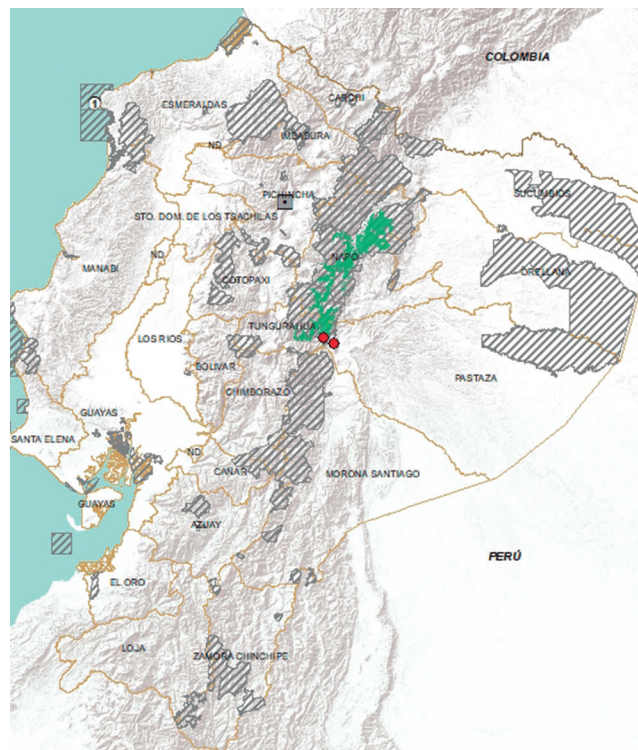 COLOMBIA
CARCHI
1
ESMERALDAS
IMBABURA
ND
PICHINCHA
SUCUMBIOS
STO. DOM. DE LOS TSACHILAS
ND
NAPO
MANABI
COTOPAXI
ORELLANA
TUNGURAHUA
LOS RIOS
BOLIVAR
PASTAZA
CHIMBORAZO
GUAYAS
SANTA ELENA
ND
CAÑAR
MORONA SANTIAGO
GUAYAS
AZUAY
PERÚ
EL ORO
LOJA
ZAMORA CHINCHIPE